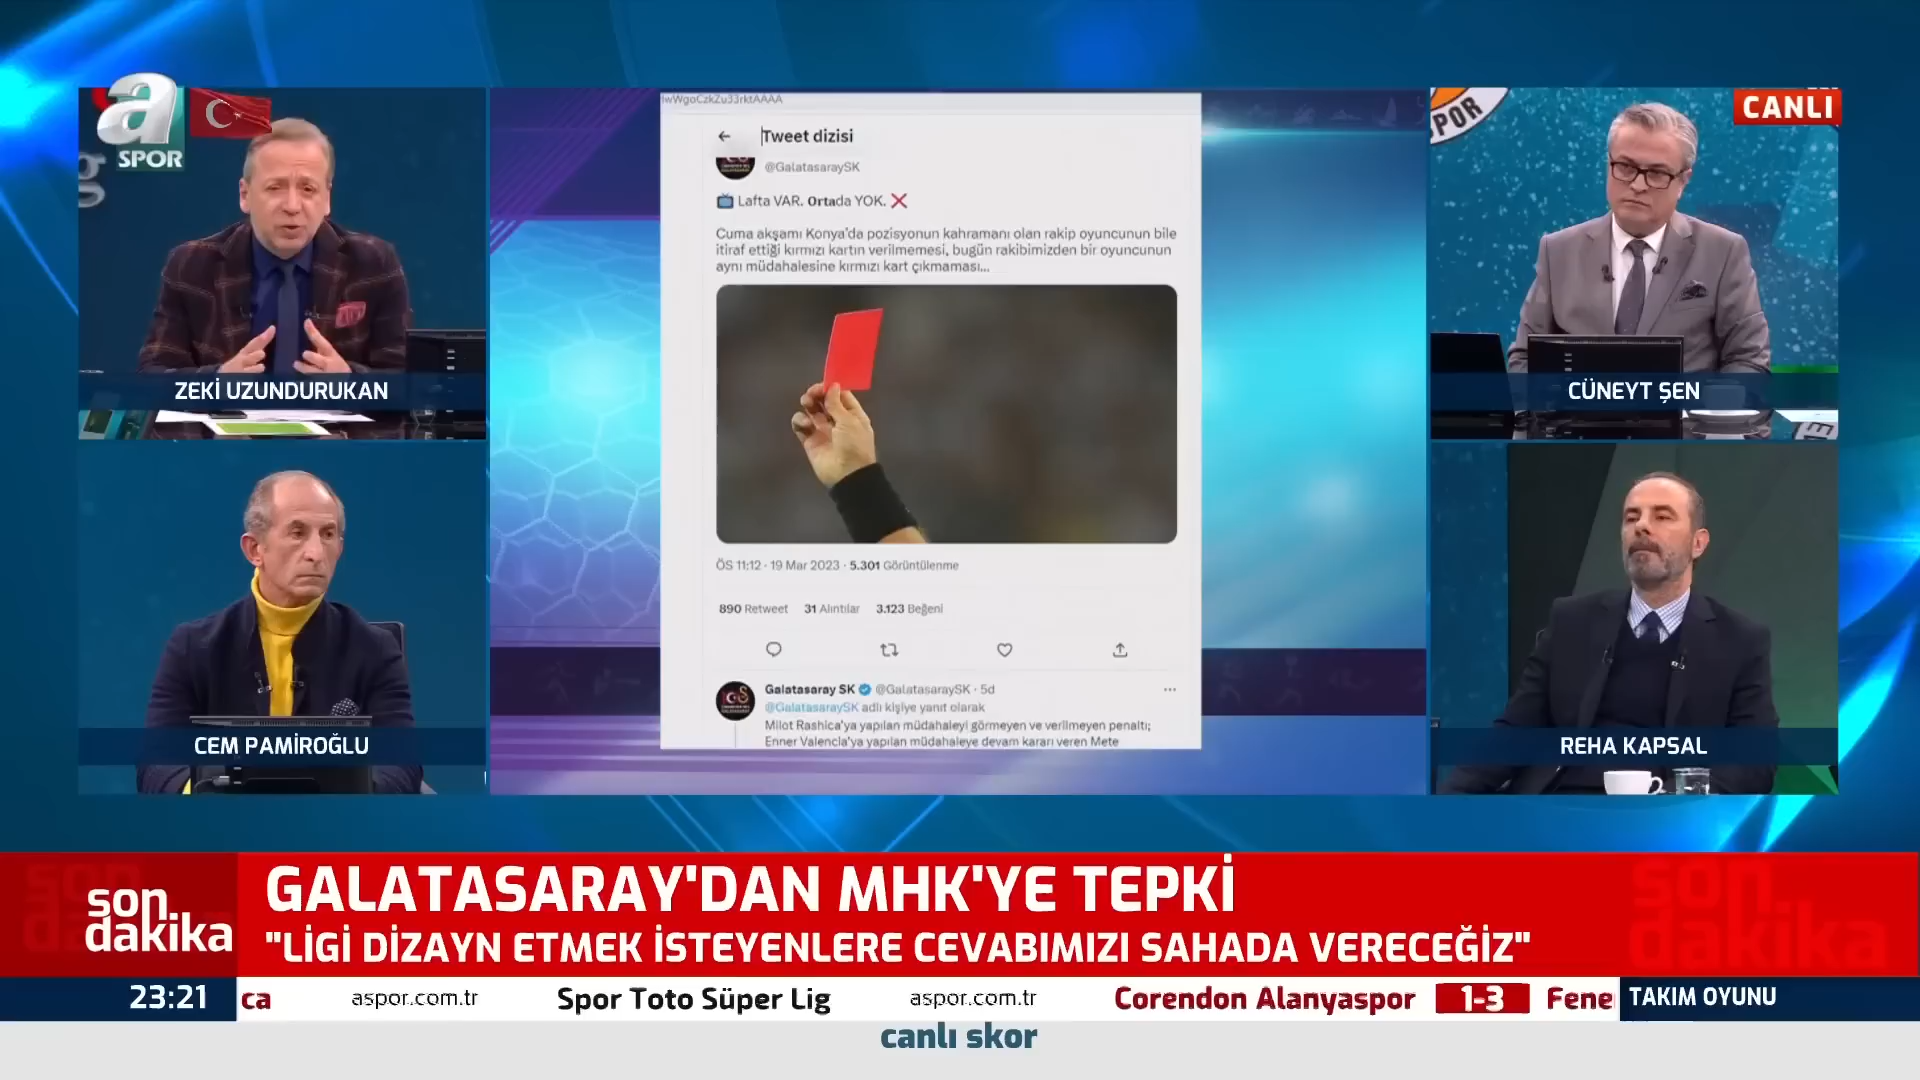 a
SPOR
CANLI
SPOR
ZEKİ UZUNDURUKAN
CÜNEYT ŞEN
CEM PAMİROĞLU
REHA KAPSAL
IwWgoCzkZu33rktAAAA
Tweet dizisi
@GalatasaraySK
Lafta VAR. Ortada YOK.
Cuma akşamı Konya'da pozisyonun kahramanı olan rakip oyuncunun bile
itiraf ettiği kırmızı kartın verilmemesi, bugün rakibimizden bir oyuncunun
aynı müdahalesine kırmızı kart çıkmaması...
ÖS 11:12 · 19 Mar 2023 · 5.301 Görüntülenme
890 Retweet 31 Alıntılar 3.123 Beğeni
Galatasaray SK @GalatasaraySK · 5d
@GalatasaraySK adlı kişiye yanıt olarak
Milot Rashica'ya yapılan müdahaleyi görmeyen ve verilmeyen penaltı;
Enner Valencia'ya yapılan müdahaleye devam kararı veren Mete
son
dakika
GALATASARAY'DAN MHK'YE TEPKİ
"LİGİ DİZAYN ETMEK İSTEYENLERE CEVABIMIZI SAHADA VERECEĞİZ"
son
dakika
23:21
ca aspor.com.tr Spor Toto Süper Lig aspor.com.tr Corendon Alanyaspor 1-3 Fene
TAKIM OYUNU
canlı skor